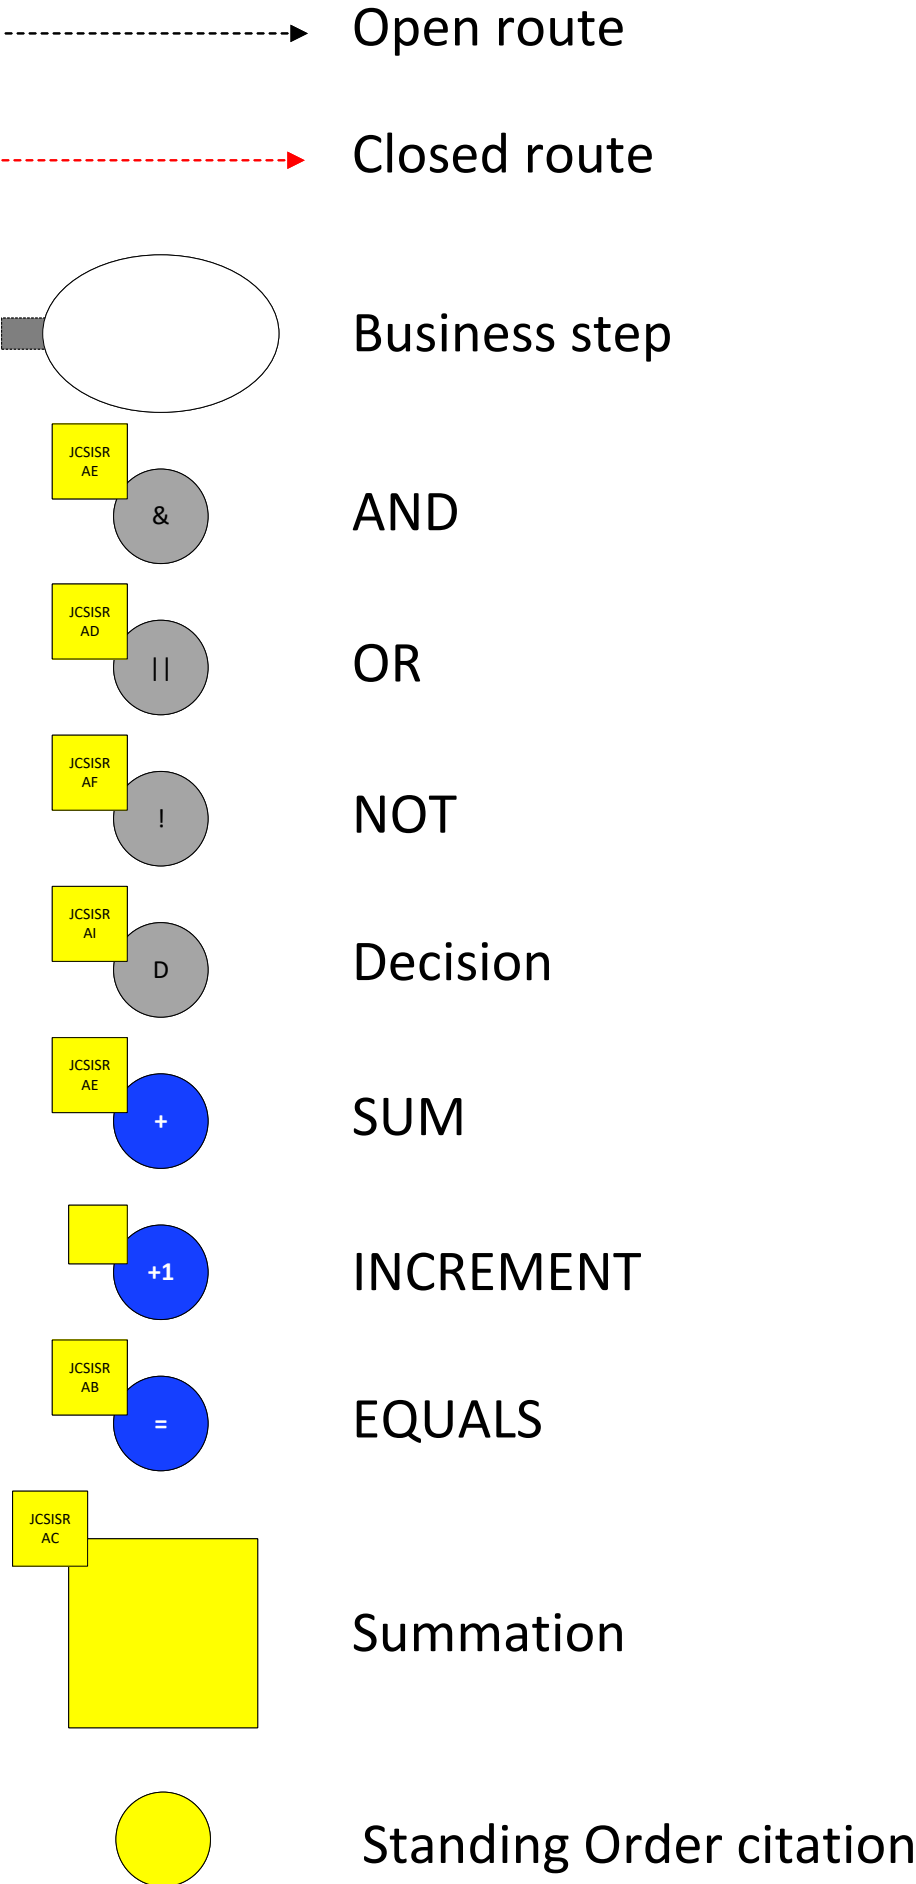 Open route
Closed route
Business step
JCSISR
AE
&
AND
JCSISR
AD
||
OR
JCSISR
AF
!
NOT
JCSISR
AI
D
Decision
JCSISR
AE
+
SUM
+1
INCREMENT
JCSISR
AB
=
EQUALS
JCSISR
AC
Summation
Standing Order citation